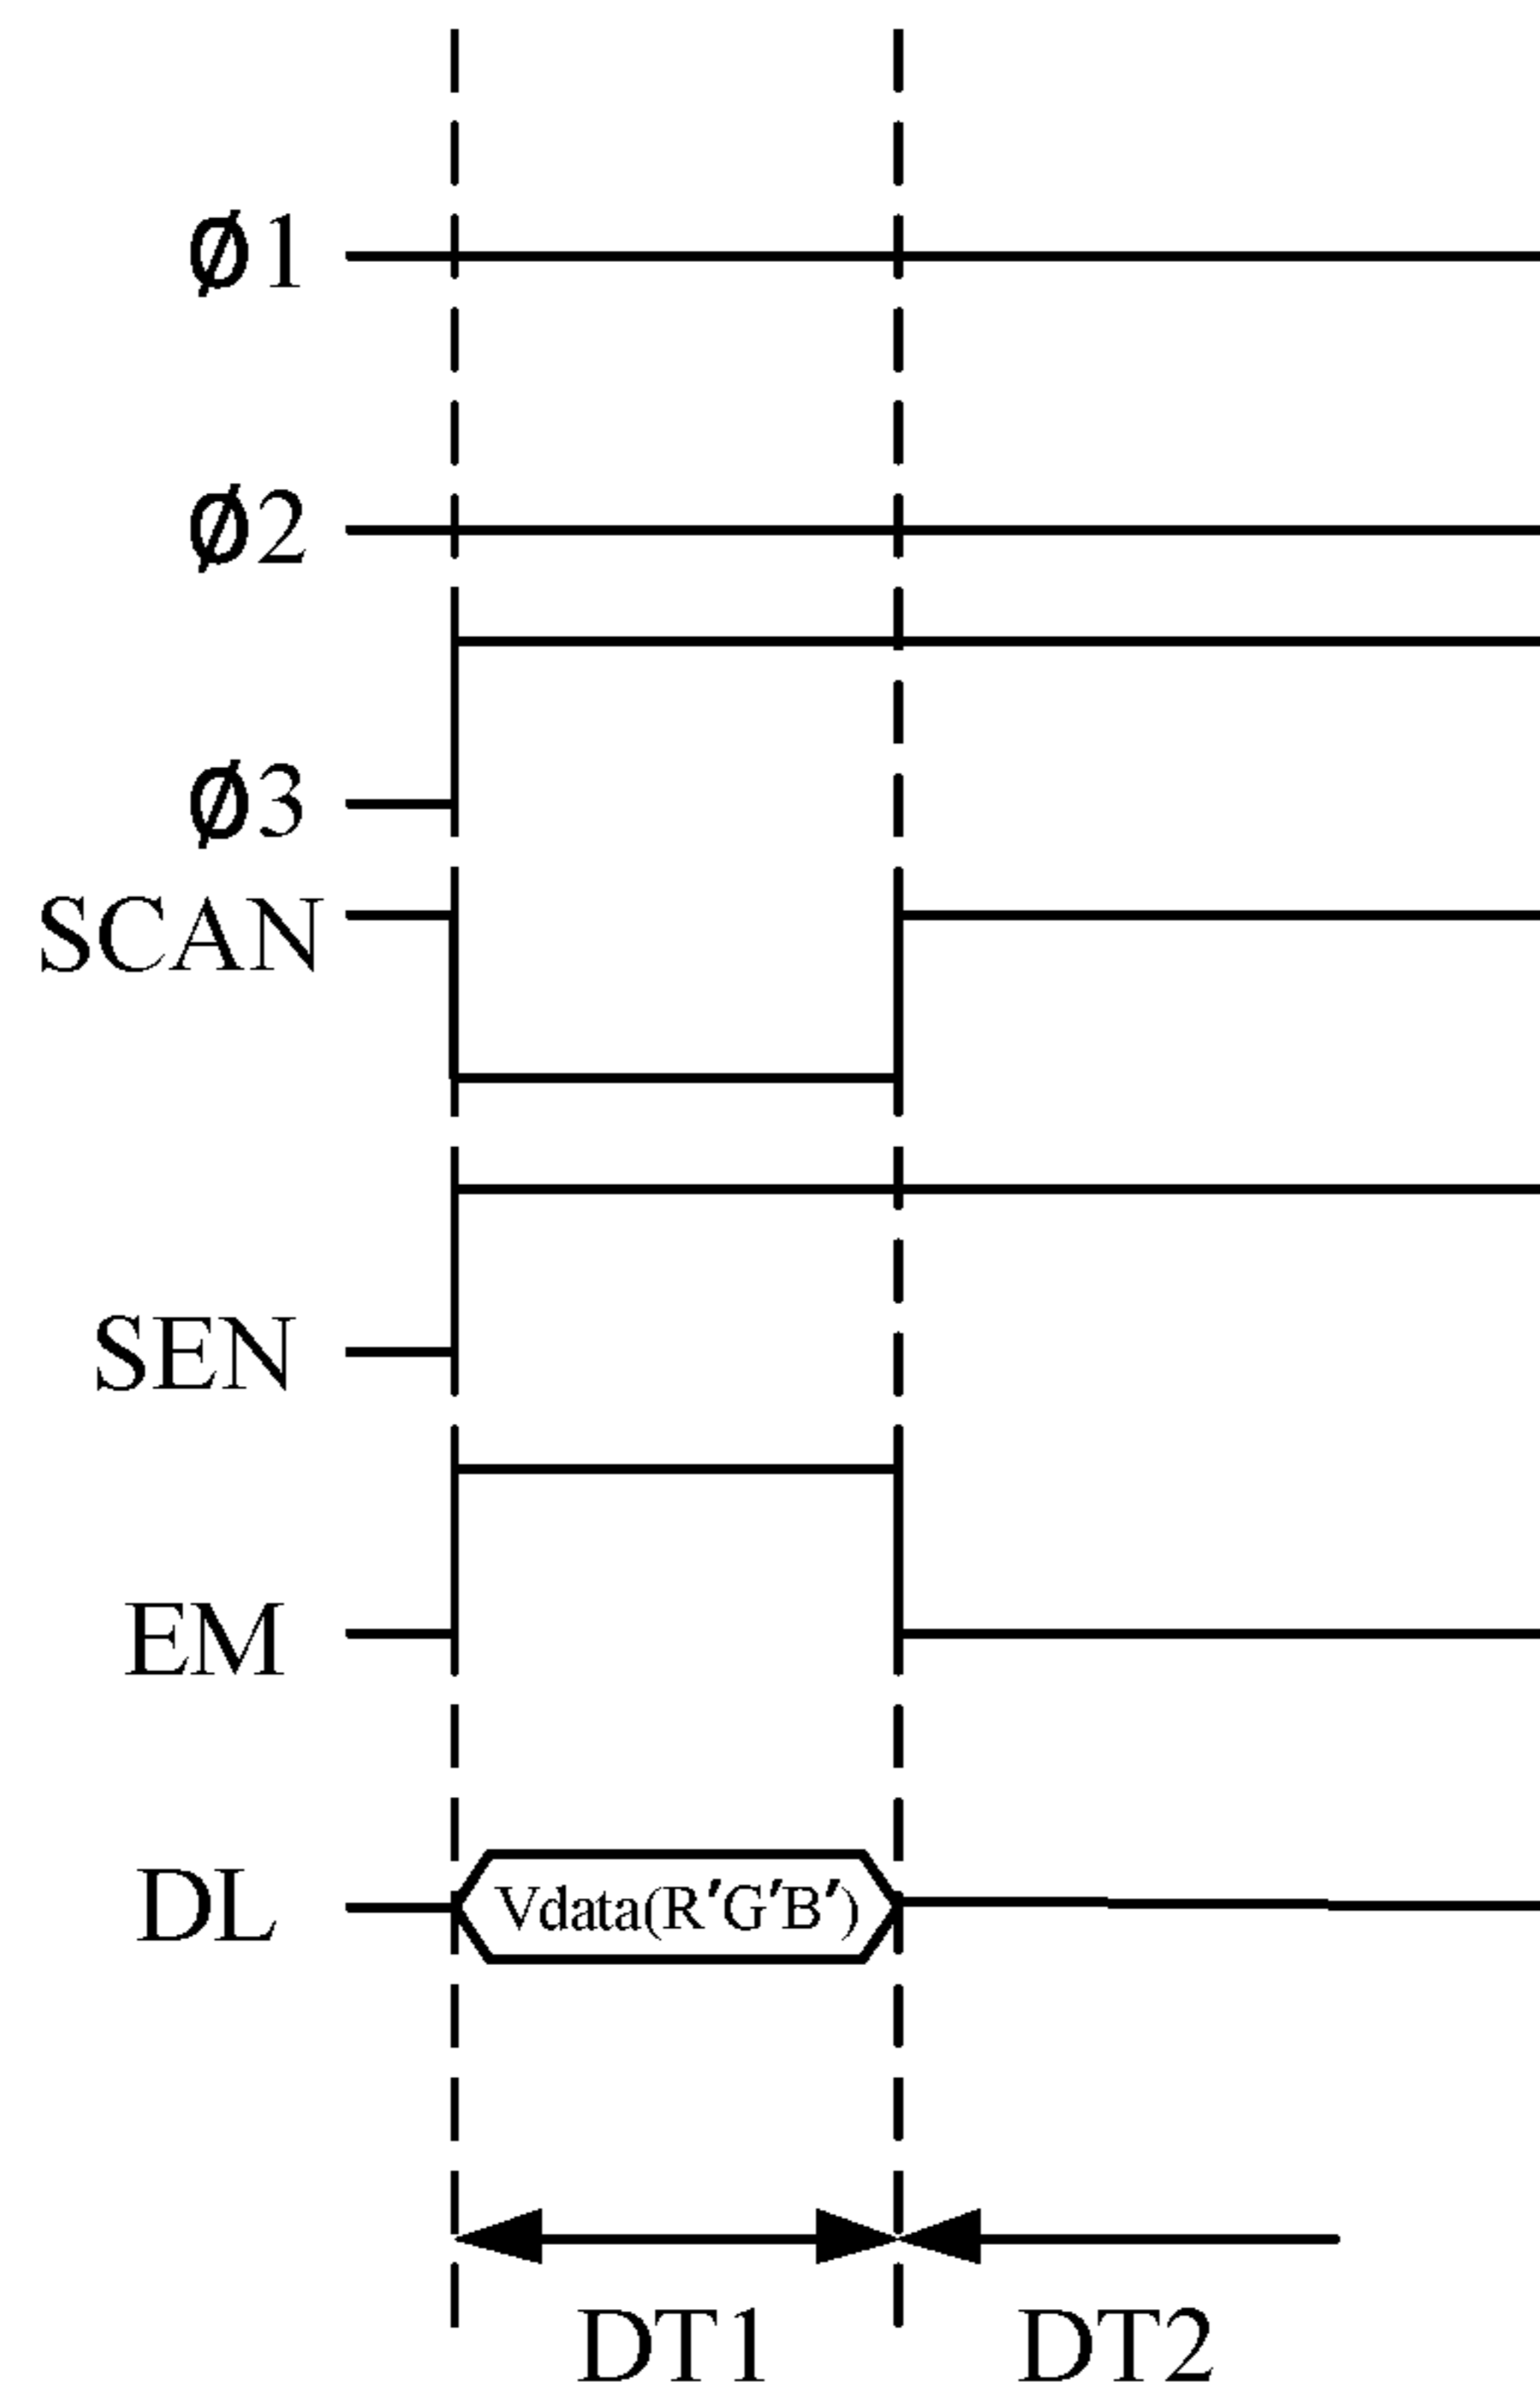 Ø1
Ø2
Ø3
SCAN
SEN
EM
DL
Vdata(R′G′B′)
DT1
DT2